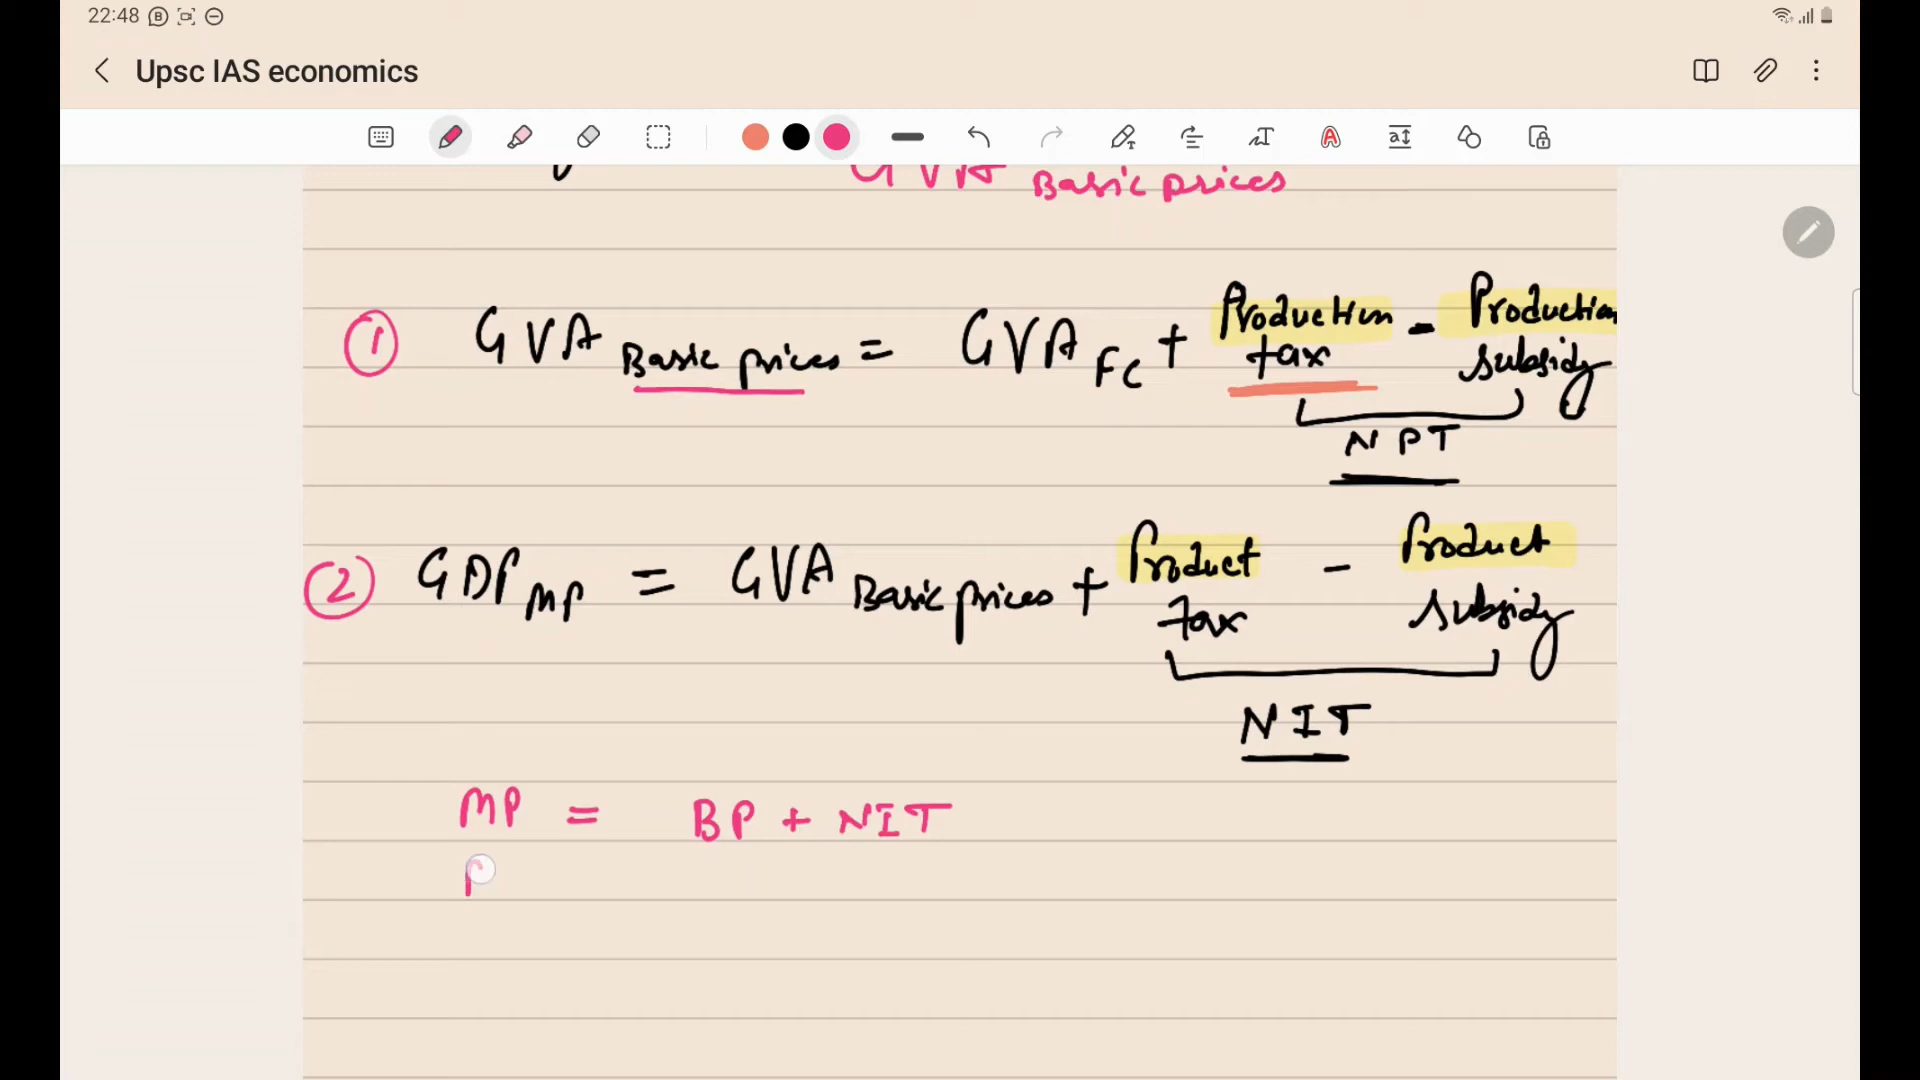 22:48
Upsc IAS economics
GVA Basic prices
① GVA Basic prices = GVA FC + Production tax - Production subsidy
NPT
② GDP MP = GVA Basic prices + Product tax - Product subsidy
NIT
MP = BP + NIT